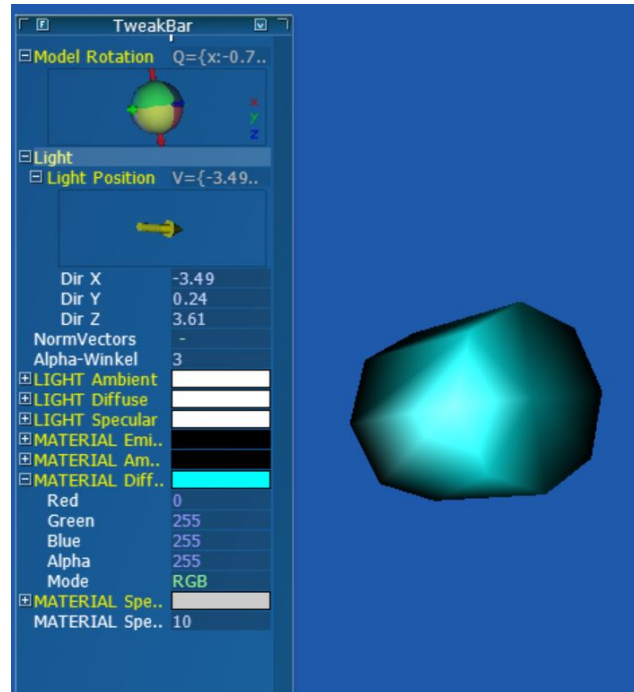 F TweakBar v
Model Rotation Q={x:-0.7..
x
y
z
Light
Light Position V={-3.49..
Dir X -3.49
Dir Y 0.24
Dir Z 3.61
NormVectors -
Alpha-Winkel 3
LIGHT Ambient
LIGHT Diffuse
LIGHT Specular
MATERIAL Emi..
MATERIAL Am..
MATERIAL Diff..
Red 0
Green 255
Blue 255
Alpha 255
Mode RGB
MATERIAL Spe..
MATERIAL Spe.. 10